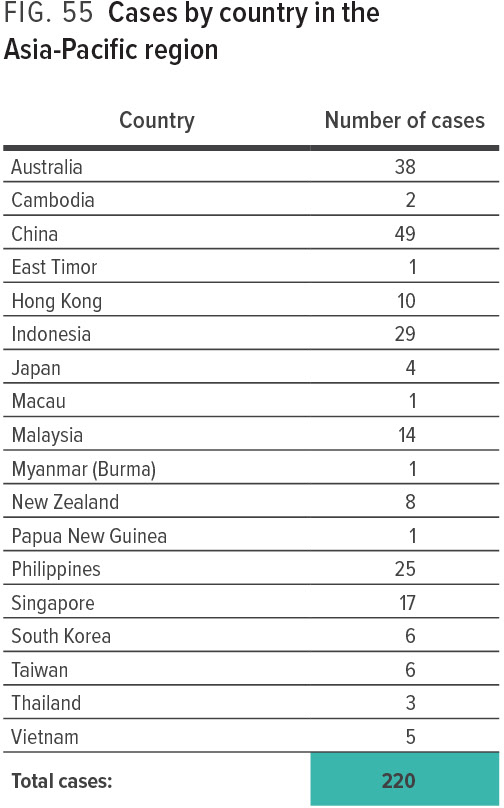 FIG. 55 Cases by country in the
Asia-Pacific region
Country Number of cases
Australia 38
Cambodia 2
China 49
East Timor 1
Hong Kong 10
Indonesia 29
Japan 4
Macau 1
Malaysia 14
Myanmar (Burma) 1
New Zealand 8
Papua New Guinea 1
Philippines 25
Singapore 17
South Korea 6
Taiwan 6
Thailand 3
Vietnam 5
Total cases: 220